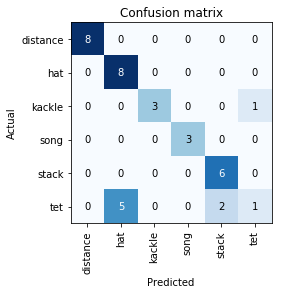 Confusion matrix
Actual
distance 8 0 0 0 0 0
hat 0 8 0 0 0 0
kackle 0 0 3 0 0 1
song 0 0 0 3 0 0
stack 0 0 0 0 6 0
tet 0 5 0 0 2 1
distance hat kackle song stack tet
Predicted